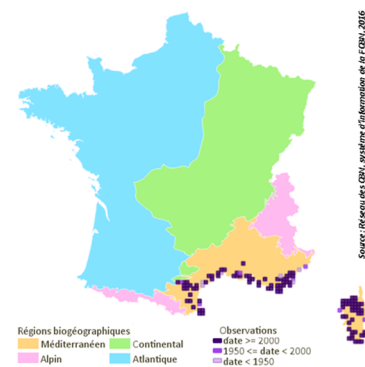 Source : Réseau des CBN, système d'information de la FCBN, 2016
Régions biogéographiques
Méditerranéen
Continental
Alpin
Atlantique
Observations
date >= 2000
1950 <= date < 2000
date < 1950